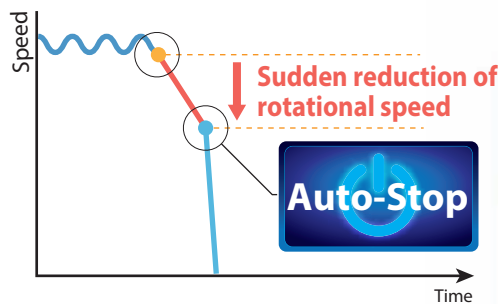 Speed
Sudden reduction of
rotational speed
Auto-Stop
Time